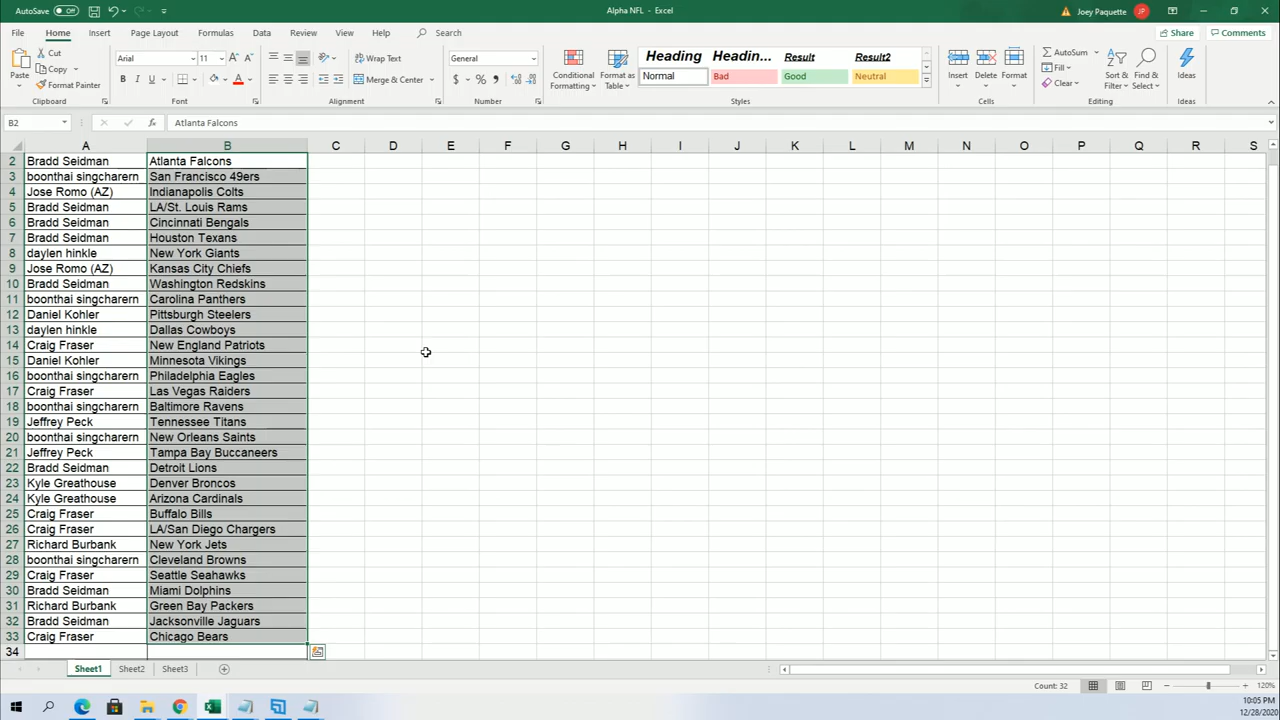 AutoSave Off Alpha NFL - Excel Joey Paquette JP
File Home Insert Page Layout Formulas Data Review View Help Search Share Comments
Paste Cut Copy Format Painter Clipboard
Arial 11 A A B I U A Font
ab Wrap Text Merge & Center Alignment
General $ % , Number
Conditional Formatting Format as Table
Heading Headin... Result Result2
Normal Bad Good Neutral
Styles
Insert Delete Format Cells
AutoSum Fill Clear Sort & Filter Find & Select Editing
Ideas Ideas
B2 fx Atlanta Falcons
A B C D E F G H I J K L M N O P Q R S
2 Bradd Seidman Atlanta Falcons
3 boonthai singcharern San Francisco 49ers
4 Jose Romo (AZ) Indianapolis Colts
5 Bradd Seidman LA/St. Louis Rams
6 Bradd Seidman Cincinnati Bengals
7 Bradd Seidman Houston Texans
8 daylen hinkle New York Giants
9 Jose Romo (AZ) Kansas City Chiefs
10 Bradd Seidman Washington Redskins
11 boonthai singcharern Carolina Panthers
12 Daniel Kohler Pittsburgh Steelers
13 daylen hinkle Dallas Cowboys
14 Craig Fraser New England Patriots
15 Daniel Kohler Minnesota Vikings
16 boonthai singcharern Philadelphia Eagles
17 Craig Fraser Las Vegas Raiders
18 boonthai singcharern Baltimore Ravens
19 Jeffrey Peck Tennessee Titans
20 boonthai singcharern New Orleans Saints
21 Jeffrey Peck Tampa Bay Buccaneers
22 Bradd Seidman Detroit Lions
23 Kyle Greathouse Denver Broncos
24 Kyle Greathouse Arizona Cardinals
25 Craig Fraser Buffalo Bills
26 Craig Fraser LA/San Diego Chargers
27 Richard Burbank New York Jets
28 boonthai singcharern Cleveland Browns
29 Craig Fraser Seattle Seahawks
30 Bradd Seidman Miami Dolphins
31 Richard Burbank Green Bay Packers
32 Bradd Seidman Jacksonville Jaguars
33 Craig Fraser Chicago Bears
34
Sheet1 Sheet2 Sheet3
Count: 32 120%
10:05 PM
12/28/2020